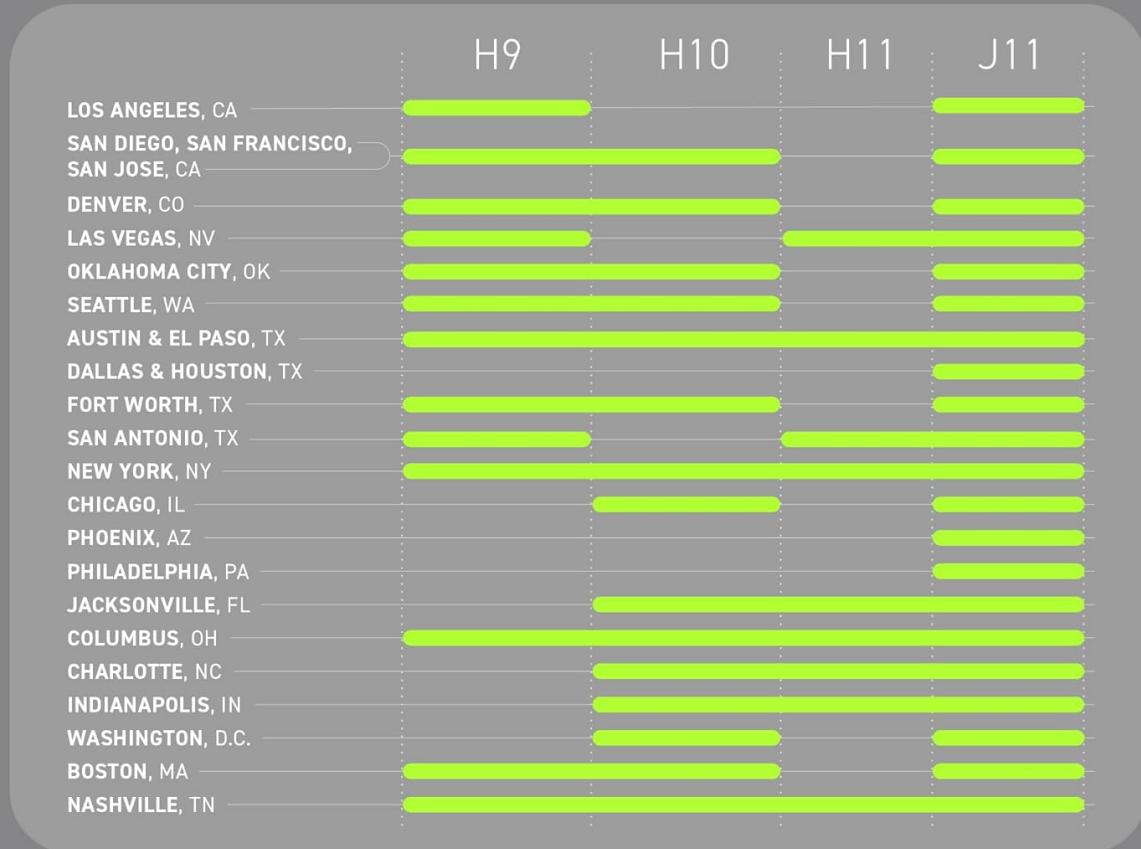 H9 H10 H11 J11
LOS ANGELES, CA
SAN DIEGO, SAN FRANCISCO,
SAN JOSE, CA
DENVER, CO
LAS VEGAS, NV
OKLAHOMA CITY, OK
SEATTLE, WA
AUSTIN & EL PASO, TX
DALLAS & HOUSTON, TX
FORT WORTH, TX
SAN ANTONIO, TX
NEW YORK, NY
CHICAGO, IL
PHOENIX, AZ
PHILADELPHIA, PA
JACKSONVILLE, FL
COLUMBUS, OH
CHARLOTTE, NC
INDIANAPOLIS, IN
WASHINGTON, D.C.
BOSTON, MA
NASHVILLE, TN